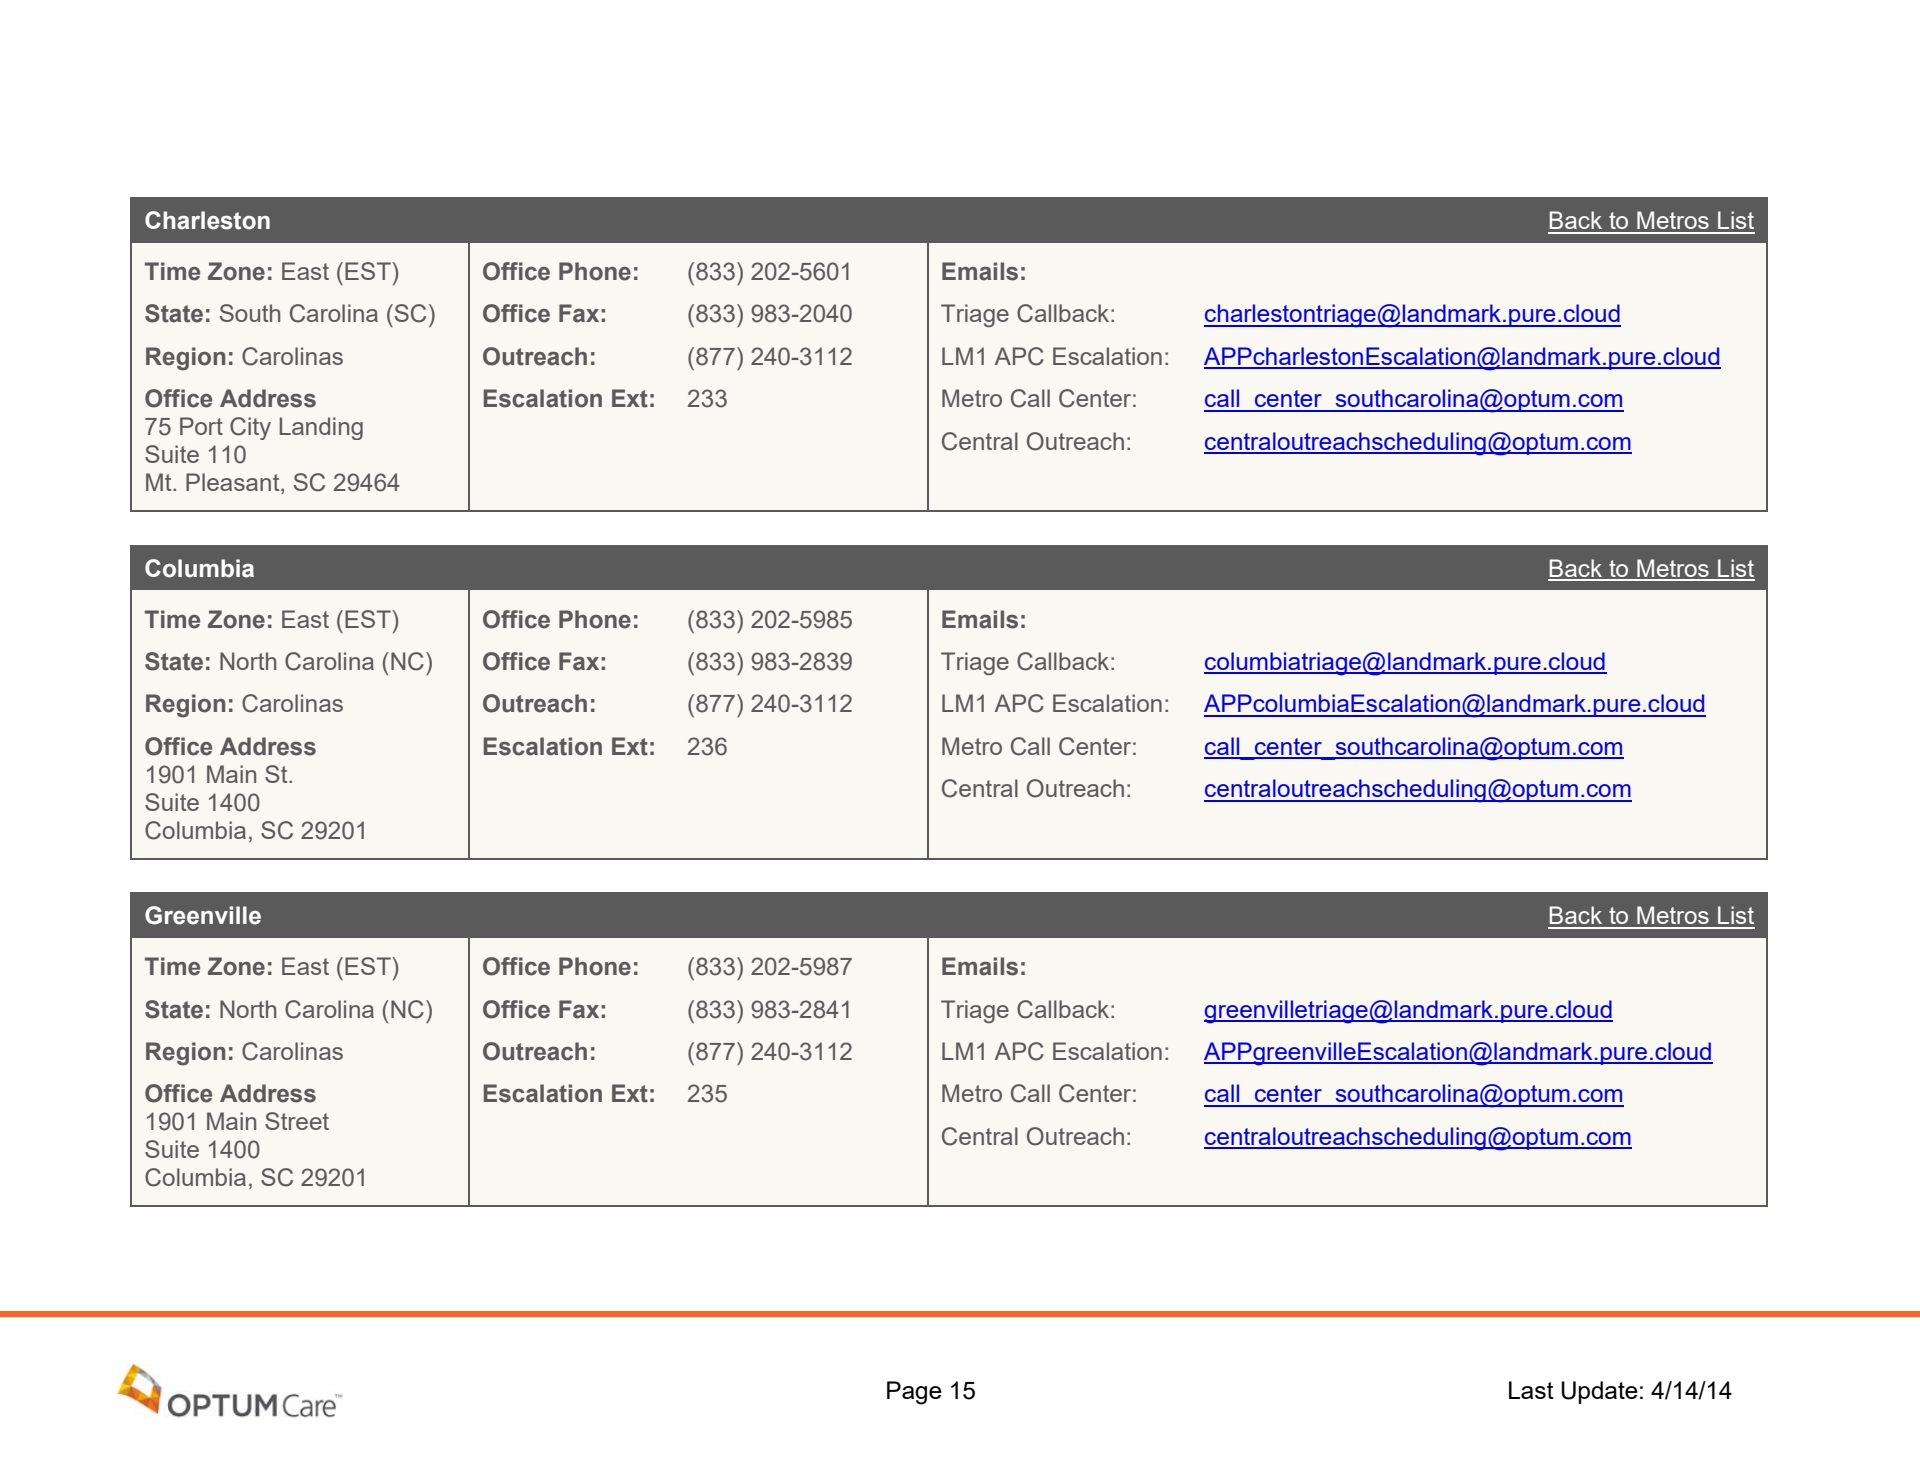 Charleston Back to Metros List
Time Zone: East (EST)
State: South Carolina (SC)
Region: Carolinas
Office Address
75 Port City Landing
Suite 110
Mt. Pleasant, SC 29464
Office Phone: (833) 202-5601
Office Fax: (833) 983-2040
Outreach: (877) 240-3112
Escalation Ext: 233
Emails:
Triage Callback: charlestontriage@landmark.pure.cloud
LM1 APC Escalation: APPcharlestonEscalation@landmark.pure.cloud
Metro Call Center: call_center_southcarolina@optum.com
Central Outreach: centraloutreachscheduling@optum.com
Columbia Back to Metros List
Time Zone: East (EST)
State: North Carolina (NC)
Region: Carolinas
Office Address
1901 Main St.
Suite 1400
Columbia, SC 29201
Office Phone: (833) 202-5985
Office Fax: (833) 983-2839
Outreach: (877) 240-3112
Escalation Ext: 236
Emails:
Triage Callback: columbiatriage@landmark.pure.cloud
LM1 APC Escalation: APPcolumbiaEscalation@landmark.pure.cloud
Metro Call Center: call_center_southcarolina@optum.com
Central Outreach: centraloutreachscheduling@optum.com
Greenville Back to Metros List
Time Zone: East (EST)
State: North Carolina (NC)
Region: Carolinas
Office Address
1901 Main Street
Suite 1400
Columbia, SC 29201
Office Phone: (833) 202-5987
Office Fax: (833) 983-2841
Outreach: (877) 240-3112
Escalation Ext: 235
Emails:
Triage Callback: greenvilletriage@landmark.pure.cloud
LM1 APC Escalation: APPgreenvilleEscalation@landmark.pure.cloud
Metro Call Center: call_center_southcarolina@optum.com
Central Outreach: centraloutreachscheduling@optum.com
OPTUM Care™ Page 15 Last Update: 4/14/14